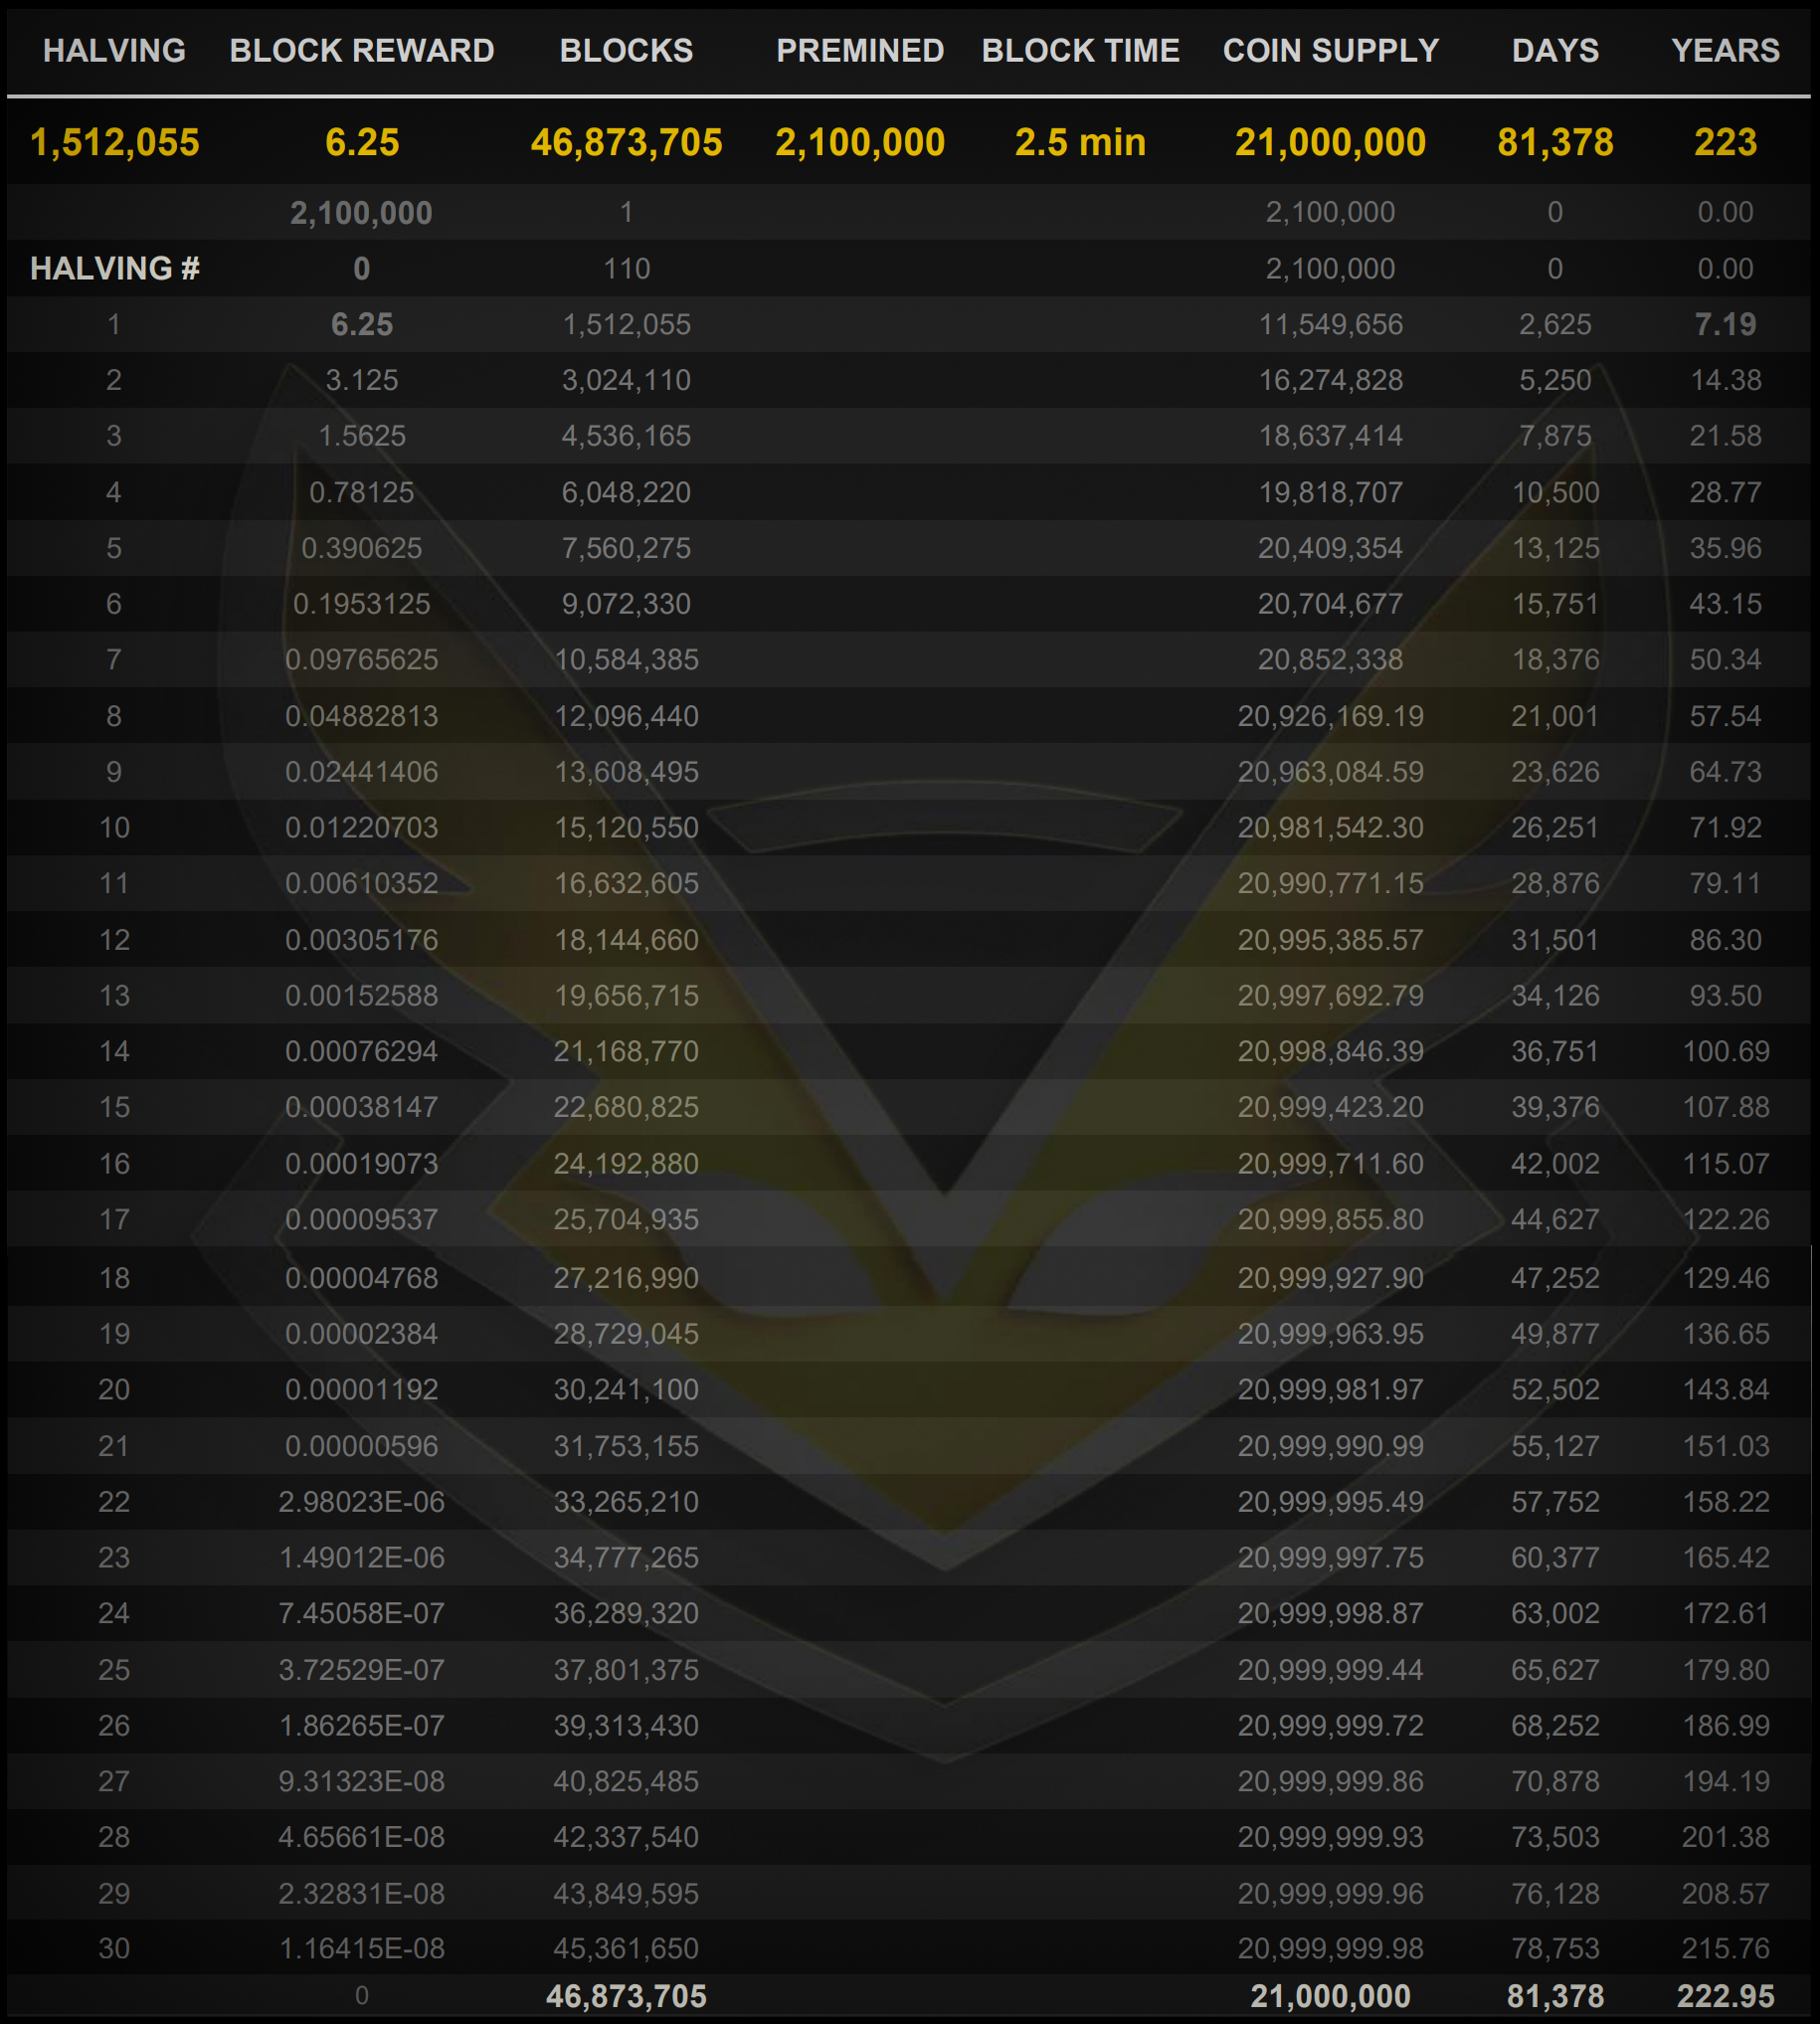 HALVING BLOCK REWARD BLOCKS PREMINED BLOCK TIME COIN SUPPLY DAYS YEARS
1,512,055 6.25 46,873,705 2,100,000 2.5 min 21,000,000 81,378 223
2,100,000 1 2,100,000 0 0.00
HALVING # 0 110 2,100,000 0 0.00
1 6.25 1,512,055 11,549,656 2,625 7.19
2 3.125 3,024,110 16,274,828 5,250 14.38
3 1.5625 4,536,165 18,637,414 7,875 21.58
4 0.78125 6,048,220 19,818,707 10,500 28.77
5 0.390625 7,560,275 20,409,354 13,125 35.96
6 0.1953125 9,072,330 20,704,677 15,751 43.15
7 0.09765625 10,584,385 20,852,338 18,376 50.34
8 0.04882813 12,096,440 20,926,169.19 21,001 57.54
9 0.02441406 13,608,495 20,963,084.59 23,626 64.73
10 0.01220703 15,120,550 20,981,542.30 26,251 71.92
11 0.00610352 16,632,605 20,990,771.15 28,876 79.11
12 0.00305176 18,144,660 20,995,385.57 31,501 86.30
13 0.00152588 19,656,715 20,997,692.79 34,126 93.50
14 0.00076294 21,168,770 20,998,846.39 36,751 100.69
15 0.00038147 22,680,825 20,999,423.20 39,376 107.88
16 0.00019073 24,192,880 20,999,711.60 42,002 115.07
17 0.00009537 25,704,935 20,999,855.80 44,627 122.26
18 0.00004768 27,216,990 20,999,927.90 47,252 129.46
19 0.00002384 28,729,045 20,999,963.95 49,877 136.65
20 0.00001192 30,241,100 20,999,981.97 52,502 143.84
21 0.00000596 31,753,155 20,999,990.99 55,127 151.03
22 2.98023E-06 33,265,210 20,999,995.49 57,752 158.22
23 1.49012E-06 34,777,265 20,999,997.75 60,377 165.42
24 7.45058E-07 36,289,320 20,999,998.87 63,002 172.61
25 3.72529E-07 37,801,375 20,999,999.44 65,627 179.80
26 1.86265E-07 39,313,430 20,999,999.72 68,252 186.99
27 9.31323E-08 40,825,485 20,999,999.86 70,878 194.19
28 4.65661E-08 42,337,540 20,999,999.93 73,503 201.38
29 2.32831E-08 43,849,595 20,999,999.96 76,128 208.57
30 1.16415E-08 45,361,650 20,999,999.98 78,753 215.76
0 46,873,705 21,000,000 81,378 222.95